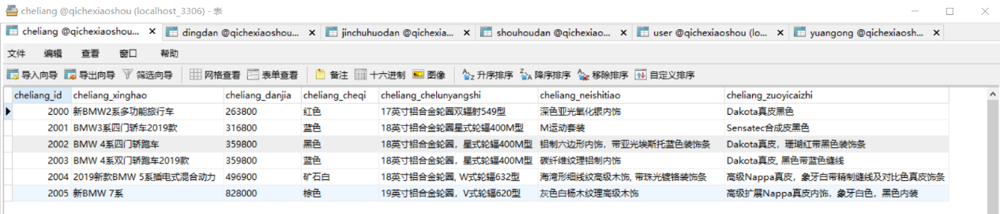 cheliang @qichexiaoshou (localhost_3306) - 表
cheliang @qichexiaoshou... dingdan @qichexiaoshou... jinchuhuodan @qichexia... shouhoudan @qichexiao... user @qichexiaoshou (lo... yuangong @qichexiaosh...
文件 编辑 查看 窗口 帮助
导入向导 导出向导 筛选向导 网格查看 表单查看 备注 十六进制 图像 升序排序 降序排序 移除排序 自定义排序
cheliang_id cheliang_xinghao cheliang_danjia cheliang_cheqi cheliang_chelunyangshi cheliang_neishitiao cheliang_zuoyicaizhi
2000 新BMW2系多功能旅行车 263800 红色 17英寸铝合金轮圈双辐射549型 深色亚光氧化银内饰 Dakota真皮黑色
2001 BMW3系四门轿车2019款 316800 蓝色 18英寸铝合金轮圈星式轮辐400M型 M运动套装 Sensatec合成皮黑色
2002 BMW 4系四门轿跑车 359800 黑色 18英寸铝合金轮圈，星式轮辐400M型 铝制六边形内饰，带亚光埃斯托蓝色装饰条 Dakota真皮，珊瑚红带黑色装饰条
2003 BMW 4系双门轿跑车 359800 蓝色 18英寸铝合金轮圈，星式轮辐400M型 碳纤维纹理铝制内饰 Dakota真皮, 黑色带蓝色缝线
2004 2019新款BMW 5系插电式混合动力 496900 矿石白 18英寸铝合金轮圈, W式轮辐632型 海湾形细线纹高级木饰, 带珠光镀铬装饰条 高级Nappa真皮，象牙白带精制缝线及对比色真皮饰条
2005 新BMW 7系 828000 棕色 19英寸铝合金轮圈，V式轮辐620型 灰色白杨木纹理高级木饰 高级扩展Nappa真皮内饰，象牙白色，黑色内装